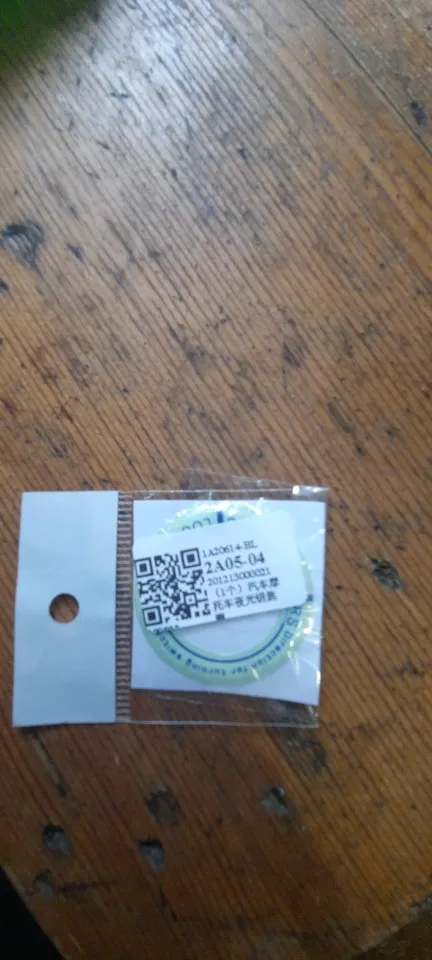 1A20614-BL
2A05-04
201213000021
（1个）汽车摩
托车夜光钥匙
Direction for turning switch